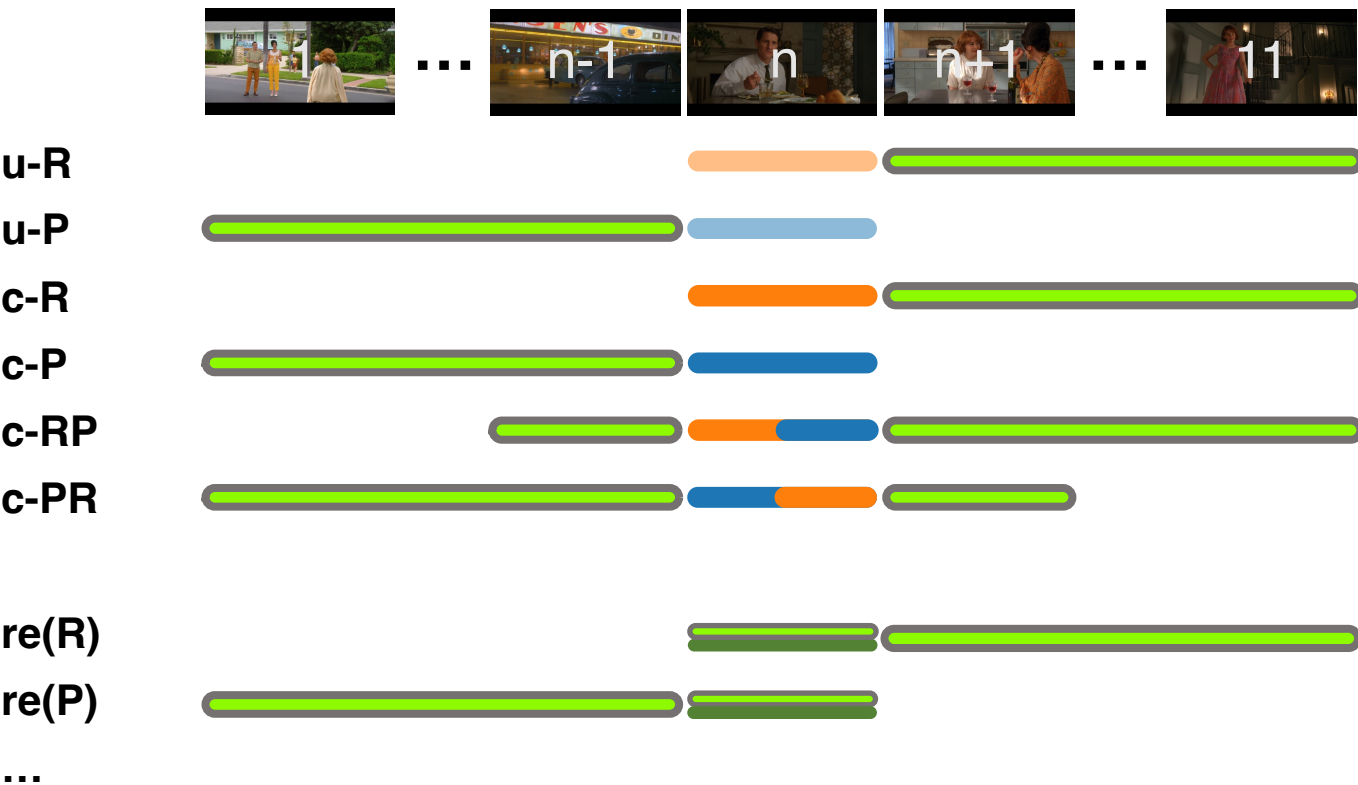 1 ... n-1 n n+1 ... 11
u-R
u-P
c-R
c-P
c-RP
c-PR
re(R)
re(P)
...